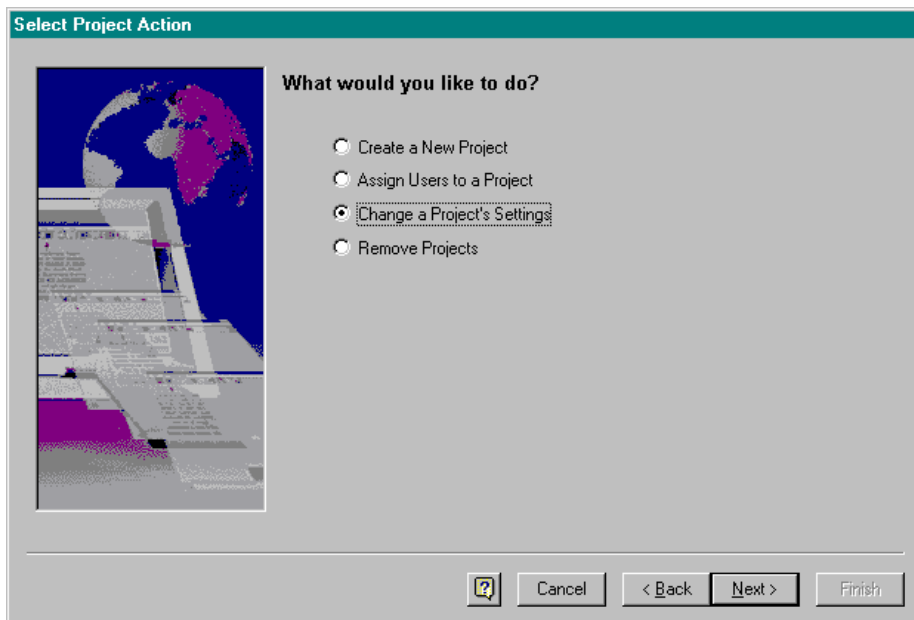 Select Project Action
What would you like to do?
Create a New Project
Assign Users to a Project
Change a Project's Settings
Remove Projects
? Cancel < Back Next > Finish